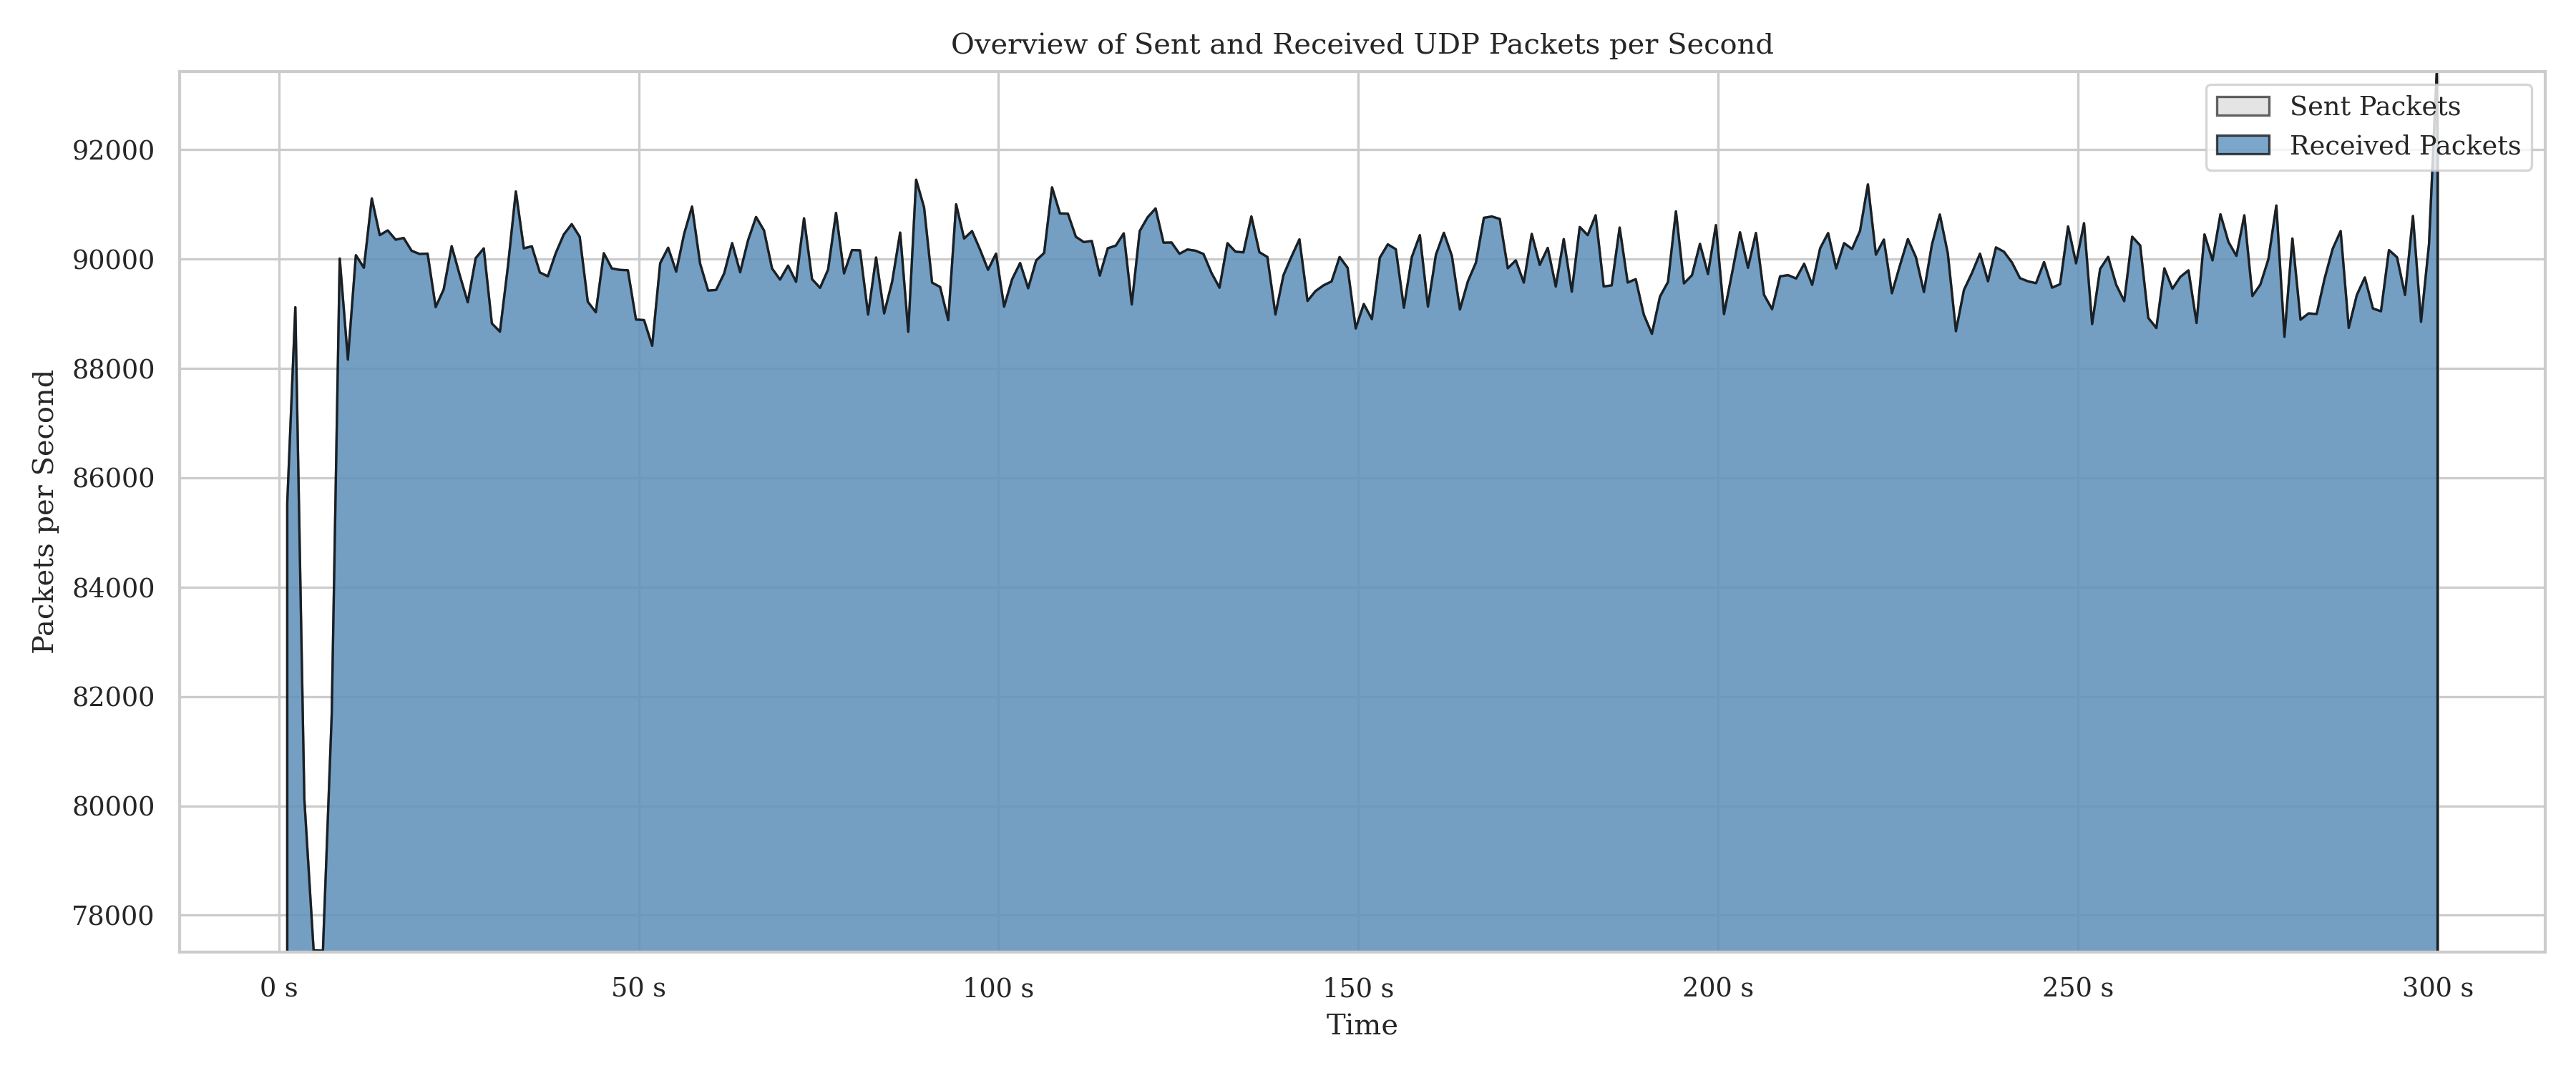 Overview of Sent and Received UDP Packets per Second
Sent Packets
Received Packets
Packets per Second
92000
90000
88000
86000
84000
82000
80000
78000
0 s
50 s
100 s
150 s
200 s
250 s
300 s
Time